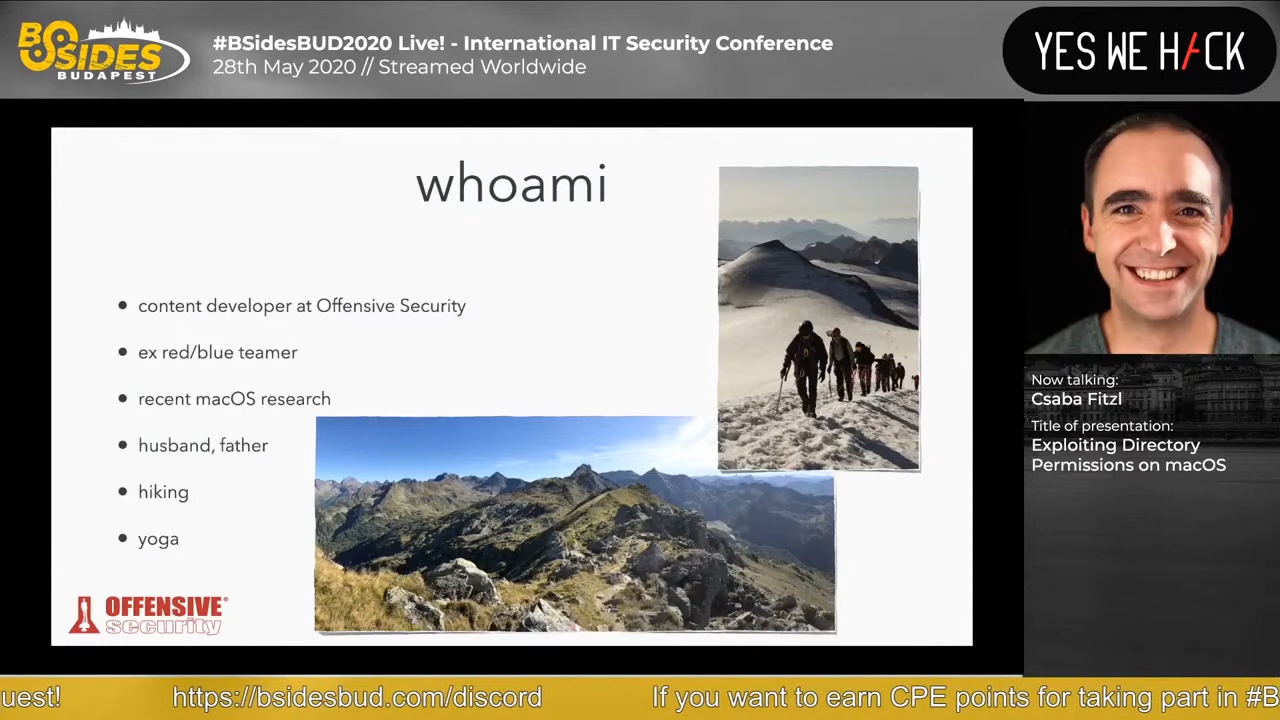 BSIDES
BUDAPEST
#BSidesBUD2020 Live! - International IT Security Conference
28th May 2020 // Streamed Worldwide
YES WE H/CK
whoami
• content developer at Offensive Security
• ex red/blue teamer
• recent macOS research
• husband, father
• hiking
• yoga
OFFENSIVE®
security
Now talking:
Csaba Fitzl
Title of presentation:
Exploiting Directory
Permissions on macOS
uest! https://bsidesbud.com/discord If you want to earn CPE points for taking part in #B